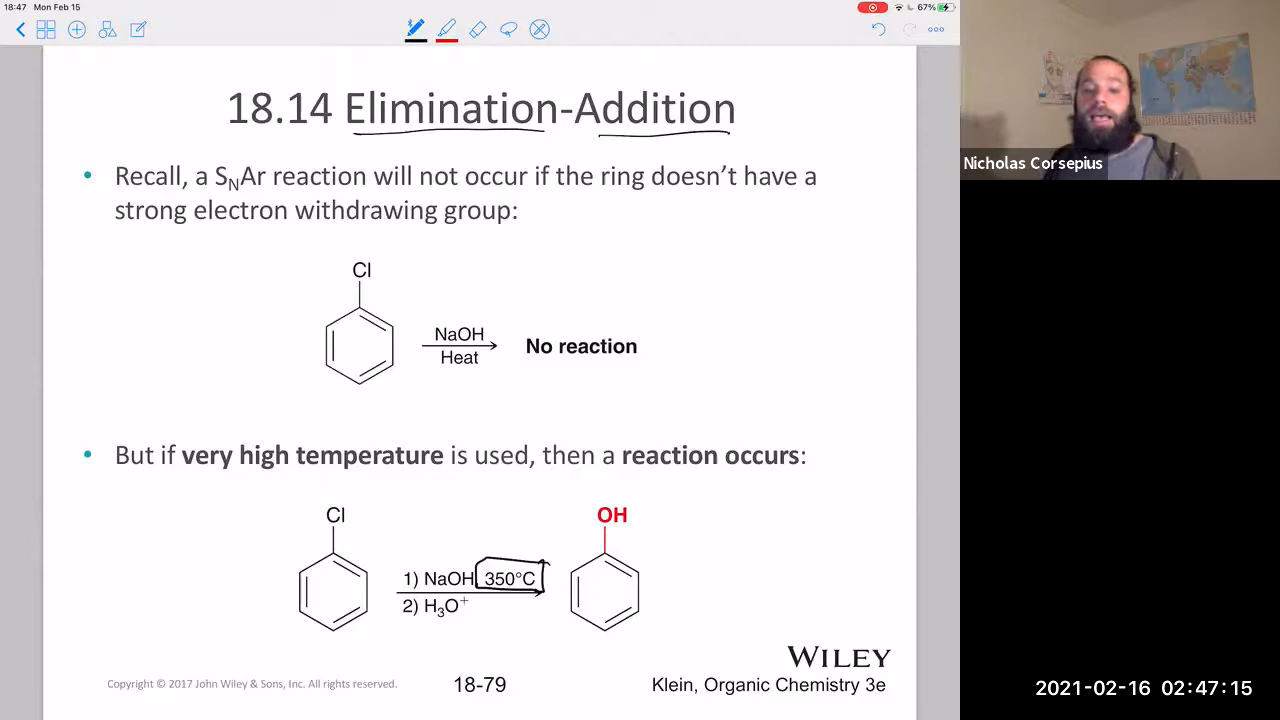 18:47 Mon Feb 15
67%
18.14 Elimination-Addition
• Recall, a SNAr reaction will not occur if the ring doesn't have a
strong electron withdrawing group:
Cl
NaOH
Heat
No reaction
• But if very high temperature is used, then a reaction occurs:
Cl
1) NaOH 350°C
2) H3O+
OH
WILEY
Copyright © 2017 John Wiley & Sons, Inc. All rights reserved.
18-79
Klein, Organic Chemistry 3e
Nicholas Corsepius
2021-02-16 02:47:15